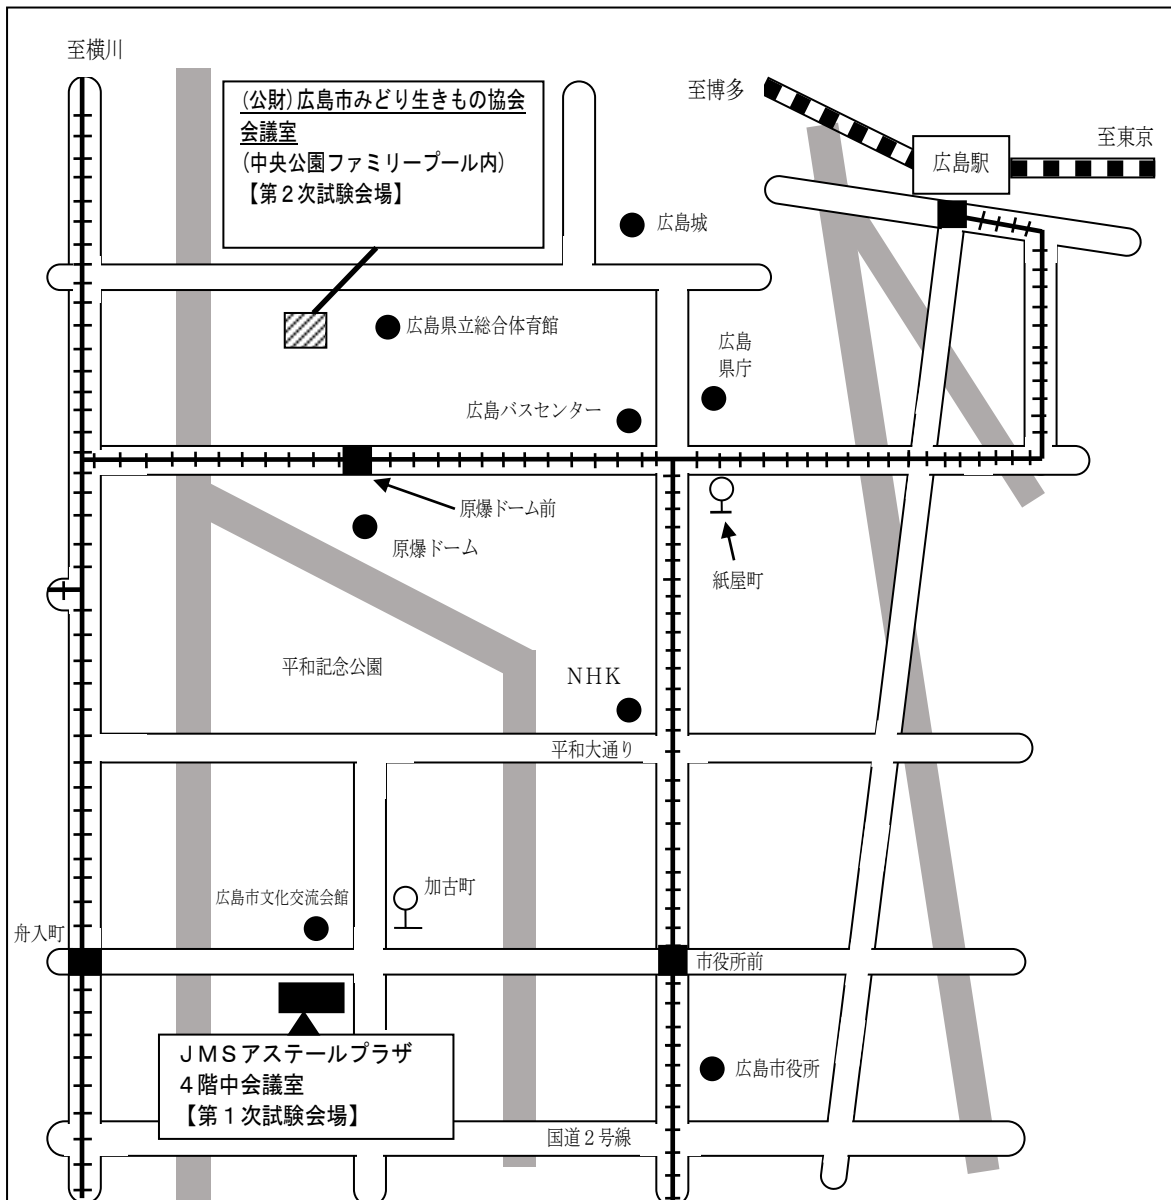 至横川
(公財)広島市みどり生きもの協会
会議室
(中央公園ファミリープール内)
【第２次試験会場】
至博多
至東京
広島駅
広島城
広島県立総合体育館
広島
県庁
広島バスセンター
原爆ドーム前
原爆ドーム
紙屋町
平和記念公園
ＮＨＫ
平和大通り
広島市文化交流会館
加古町
舟入町
市役所前
ＪＭＳアステールプラザ
４階中会議室
【第１次試験会場】
広島市役所
国道２号線